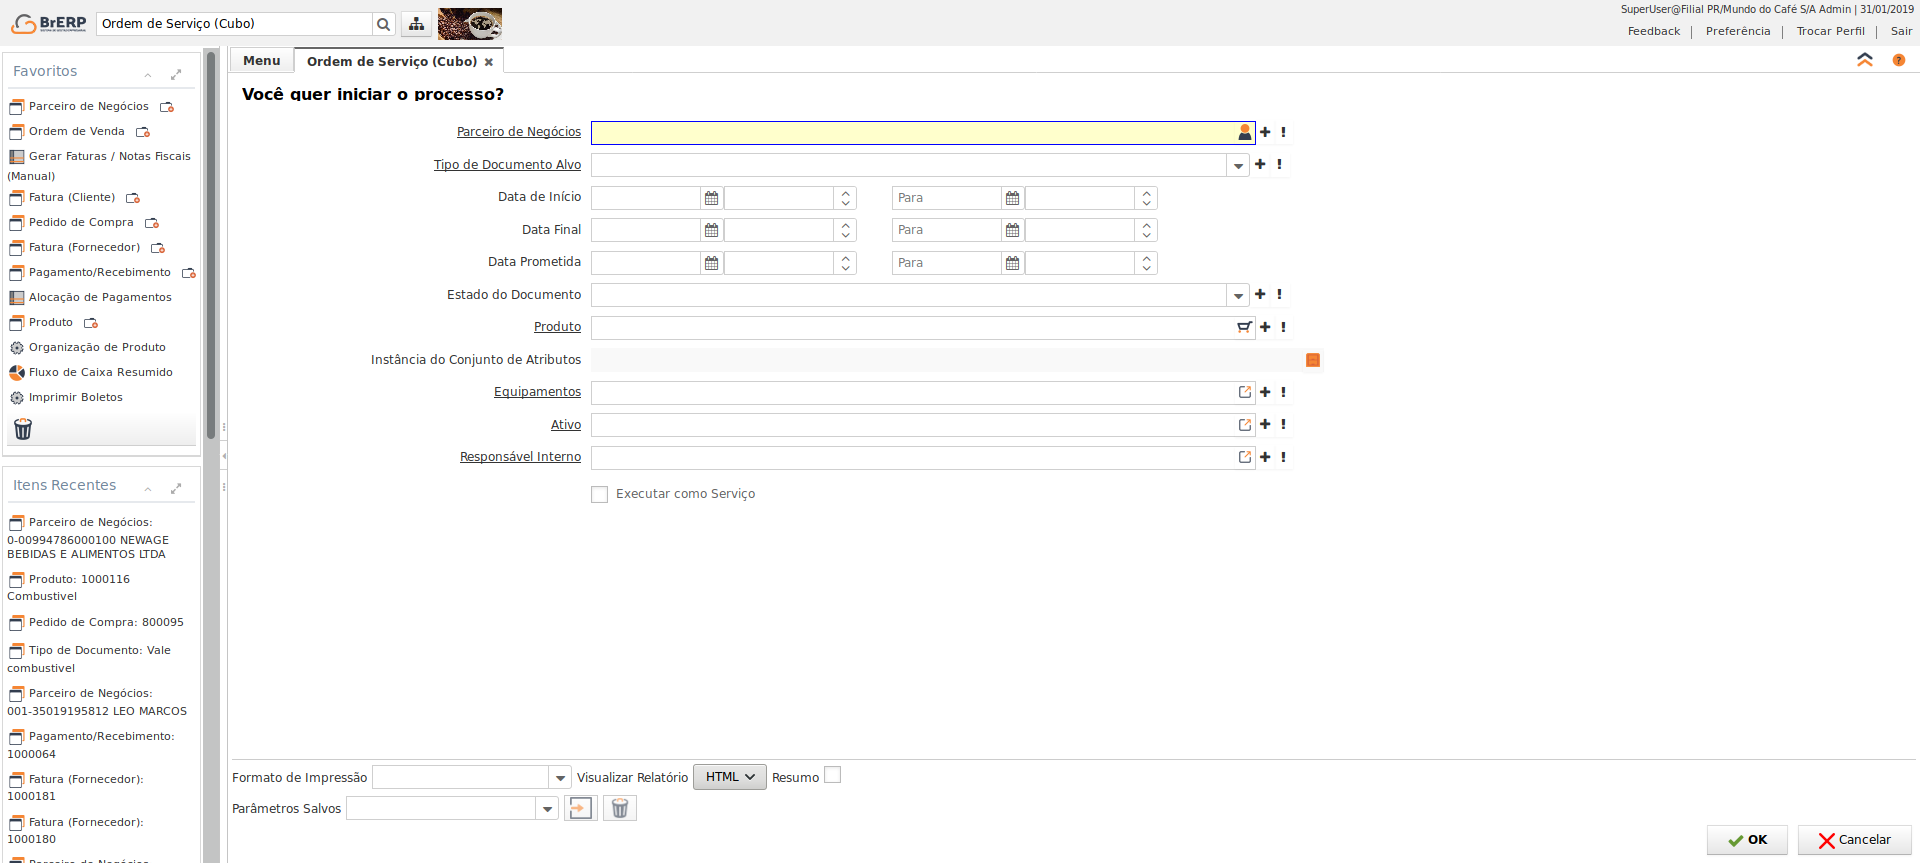 BrERP
Ordem de Serviço (Cubo)
SuperUser@Filial PR/Mundo do Café S/A Admin | 31/01/2019
Feedback | Preferência | Trocar Perfil | Sair
Favoritos
Parceiro de Negócios
Ordem de Venda
Gerar Faturas / Notas Fiscais
(Manual)
Fatura (Cliente)
Pedido de Compra
Fatura (Fornecedor)
Pagamento/Recebimento
Alocação de Pagamentos
Produto
Organização de Produto
Fluxo de Caixa Resumido
Imprimir Boletos
Itens Recentes
Parceiro de Negócios:
0-00994786000100 NEWAGE
BEBIDAS E ALIMENTOS LTDA
Produto: 1000116
Combustivel
Pedido de Compra: 800095
Tipo de Documento: Vale
combustivel
Parceiro de Negócios:
001-35019195812 LEO MARCOS
Pagamento/Recebimento:
1000064
Fatura (Fornecedor):
1000181
Fatura (Fornecedor):
1000180
Parceiro de Negócios
Menu
Ordem de Serviço (Cubo)
Você quer iniciar o processo?
Parceiro de Negócios
Tipo de Documento Alvo
Data de Início Para
Data Final Para
Data Prometida Para
Estado do Documento
Produto
Instância do Conjunto de Atributos
Equipamentos
Ativo
Responsável Interno
Executar como Serviço
Formato de Impressão Visualizar Relatório HTML Resumo
Parâmetros Salvos
OK Cancelar